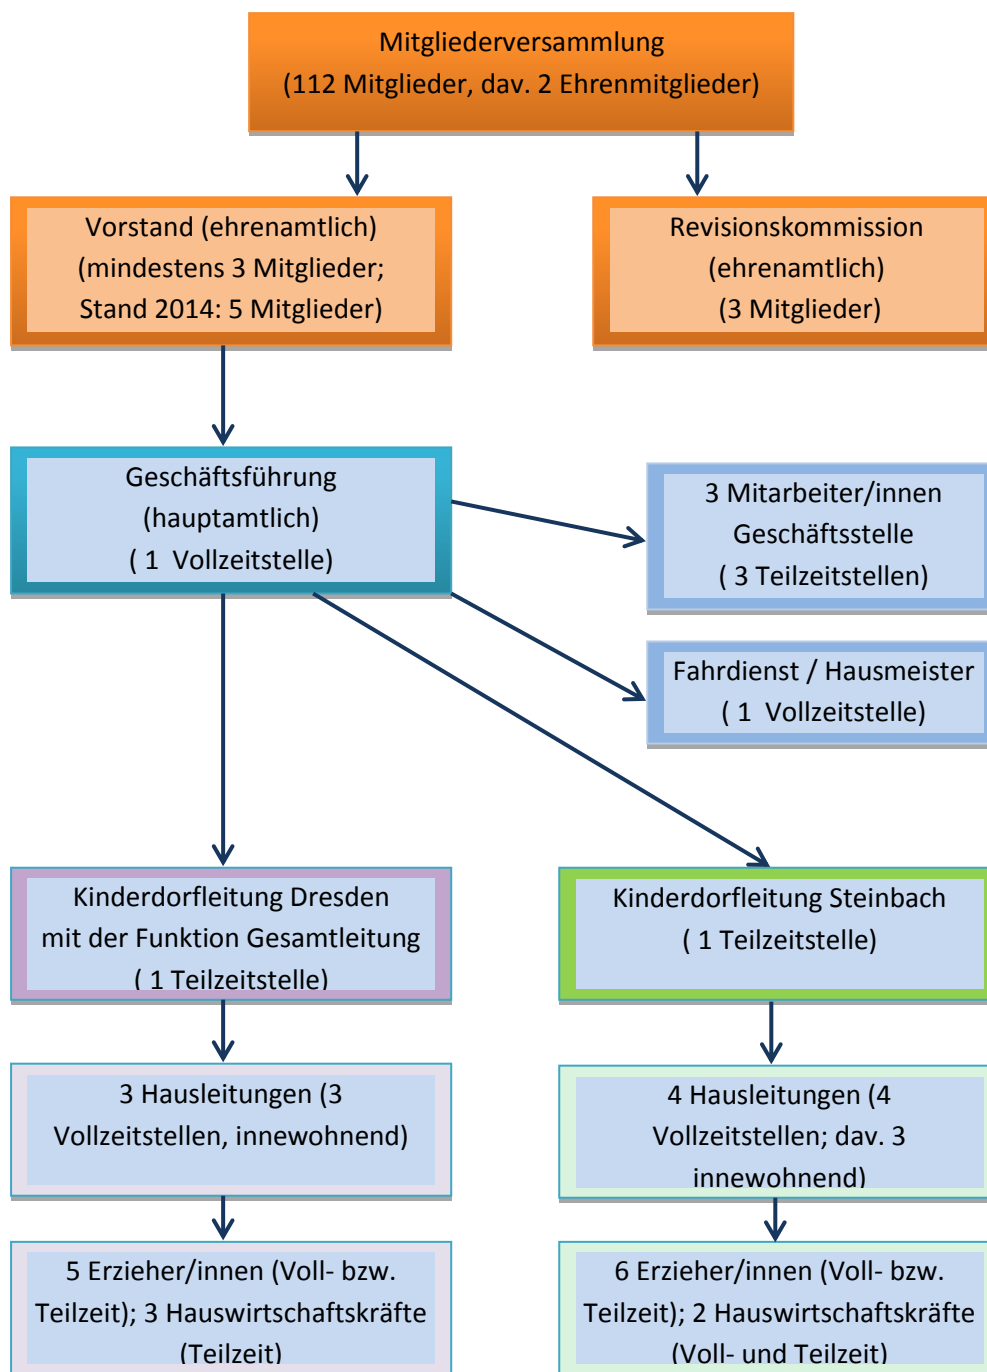 Mitgliederversammlung
(112 Mitglieder, dav. 2 Ehrenmitglieder)
Vorstand (ehrenamtlich)
(mindestens 3 Mitglieder;
Stand 2014: 5 Mitglieder)
Revisionskommission
(ehrenamtlich)
(3 Mitglieder)
Geschäftsführung
(hauptamtlich)
( 1  Vollzeitstelle)
3 Mitarbeiter/innen
Geschäftsstelle
( 3 Teilzeitstellen)
Fahrdienst / Hausmeister
( 1  Vollzeitstelle)
Kinderdorfleitung Dresden
mit der Funktion Gesamtleitung
( 1 Teilzeitstelle)
Kinderdorfleitung Steinbach
( 1 Teilzeitstelle)
3 Hausleitungen (3
Vollzeitstellen, innewohnend)
4 Hausleitungen (4
Vollzeitstellen; dav. 3
innewohnend)
5 Erzieher/innen (Voll- bzw.
Teilzeit); 3 Hauswirtschaftskräfte
(Teilzeit)
6 Erzieher/innen (Voll- bzw.
Teilzeit); 2 Hauswirtschaftskräfte
(Voll- und Teilzeit)